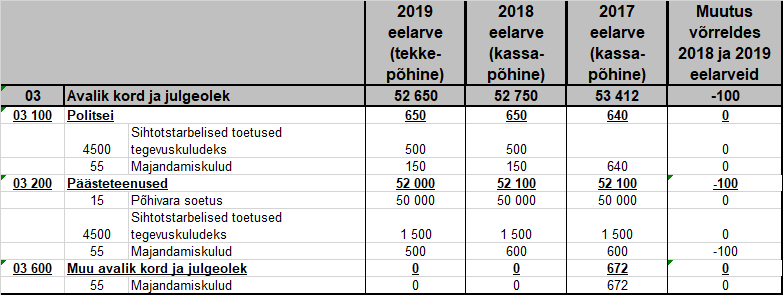 2019 eelarve (tekke-põhine) 2018 eelarve (kassa-põhine) 2017 eelarve (kassa-põhine) Muutus võrreldes 2018 ja 2019 eelarveid
03 Avalik kord ja julgeolek 52 650 52 750 53 412 -100
03 100 Politsei 650 650 640 0
4500 Sihtotstarbelised toetused tegevuskuludeks 500 500 0
55 Majandamiskulud 150 150 640 0
03 200 Päästeteenused 52 000 52 100 52 100 -100
15 Põhivara soetus 50 000 50 000 50 000 0
4500 Sihtotstarbelised toetused tegevuskuludeks 1 500 1 500 1 500 0
55 Majandamiskulud 500 600 600 -100
03 600 Muu avalik kord ja julgeolek 0 0 672 0
55 Majandamiskulud 0 0 672 0